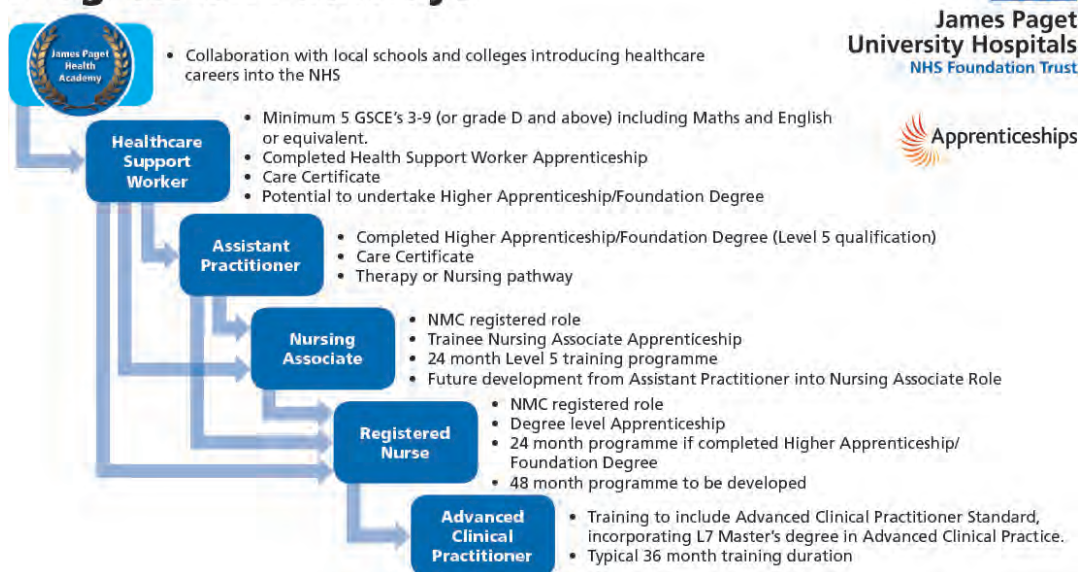 James Paget
University Hospitals
NHS Foundation Trust
James Paget
Health
Academy
• Collaboration with local schools and colleges introducing healthcare
careers into the NHS
Apprenticeships
Healthcare
Support
Worker
• Minimum 5 GSCE's 3-9 (or grade D and above) including Maths and English
or equivalent.
• Completed Health Support Worker Apprenticeship
• Care Certificate
• Potential to undertake Higher Apprenticeship/Foundation Degree
Assistant
Practitioner
• Completed Higher Apprenticeship/Foundation Degree (Level 5 qualification)
• Care Certificate
• Therapy or Nursing pathway
Nursing
Associate
• NMC registered role
• Trainee Nursing Associate Apprenticeship
• 24 month Level 5 training programme
• Future development from Assistant Practitioner into Nursing Associate Role
Registered
Nurse
• NMC registered role
• Degree level Apprenticeship
• 24 month programme if completed Higher Apprenticeship/
Foundation Degree
• 48 month programme to be developed
Advanced
Clinical
Practitioner
• Training to include Advanced Clinical Practitioner Standard,
incorporating L7 Master's degree in Advanced Clinical Practice.
• Typical 36 month training duration